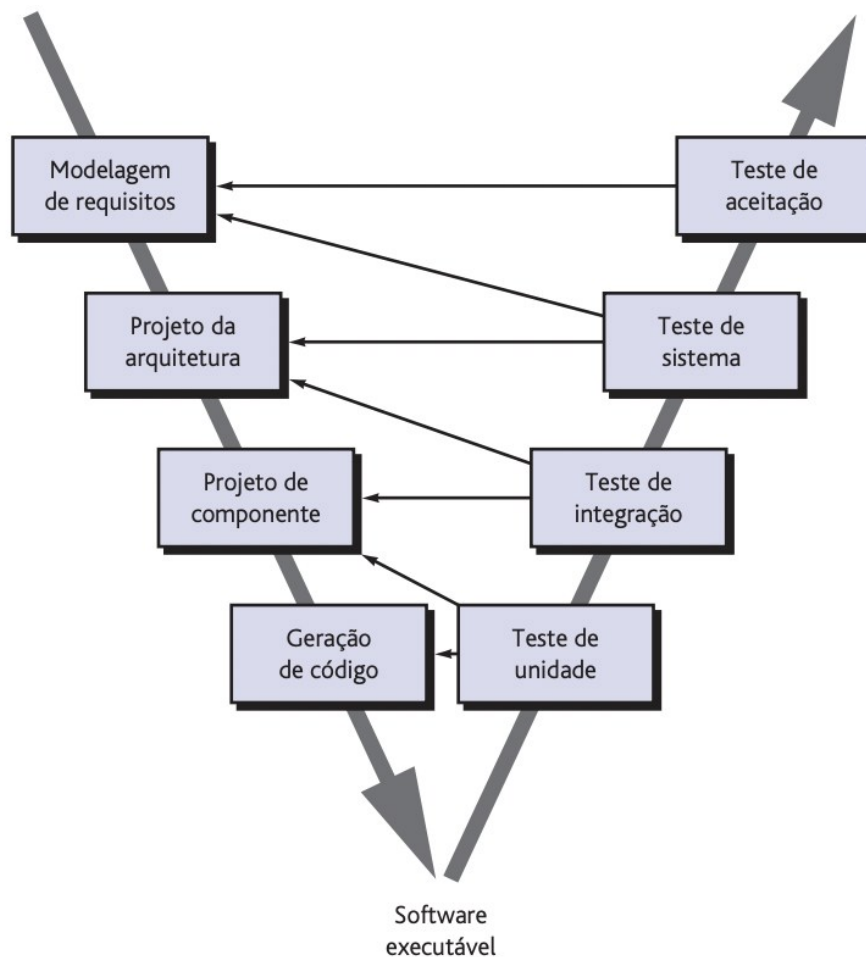 Modelagem
de requisitos
Teste de
aceitação
Projeto da
arquitetura
Teste de
sistema
Projeto de
componente
Teste de
integração
Geração
de código
Teste de
unidade
Software
executável